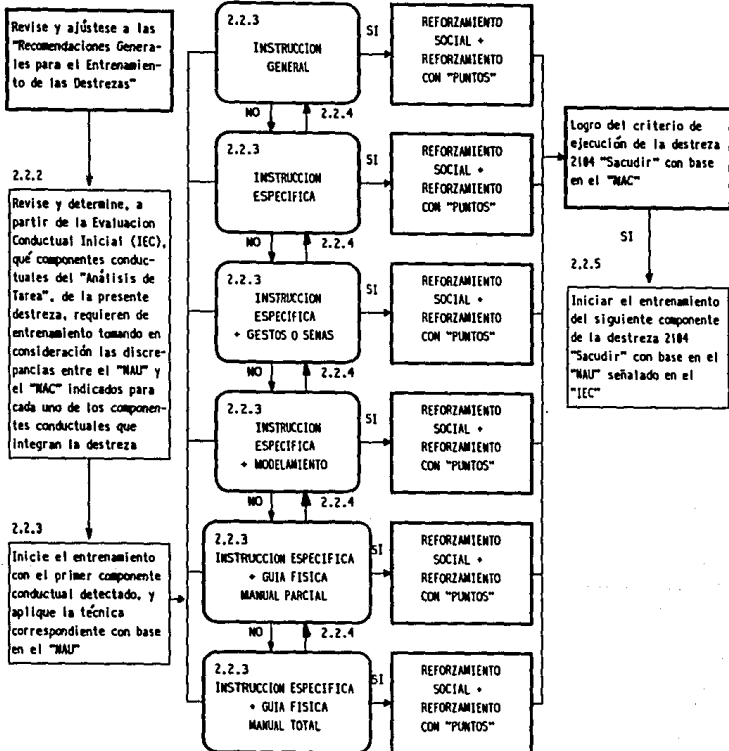 Revise y ajústese a las
"Recomendaciones Genera-
les para el Entrenamien-
to de las Destrezas"
2.2.2
Revise y determine, a
partir de la Evaluacion
Conductual Inicial (IEC),
qué componentes conduc-
tuales del "Análisis de
Tarea", de la presente
destreza, requieren de
entrenamiento tomando en
consideración las discre-
pancias entre el "NAU" y
el "NAC" indicados para
cada uno de los componen-
tes conductuales que
integran la destreza
2.2.3
Inicie el entrenamiento
con el primer componente
conductual detectado, y
aplique la técnica
correspondiente con base
en el "NAU"
2.2.3
INSTRUCCION
GENERAL
SI
REFORZAMIENTO
SOCIAL +
REFORZAMIENTO
CON "PUNTOS"
NO
2.2.4
2.2.3
INSTRUCCION
ESPECIFICA
SI
REFORZAMIENTO
SOCIAL +
REFORZAMIENTO
CON "PUNTOS"
NO
2.2.4
2.2.3
INSTRUCCION
ESPECIFICA
+ GESTOS O SENAS
SI
REFORZAMIENTO
SOCIAL +
REFORZAMIENTO
CON "PUNTOS"
NO
2.2.4
2.2.3
INSTRUCCION
ESPECIFICA
+ MODELAMIENTO
SI
REFORZAMIENTO
SOCIAL +
REFORZAMIENTO
CON "PUNTOS"
NO
2.2.4
2.2.3
INSTRUCCION ESPECIFICA
+ GUIA FISICA
MANUAL PARCIAL
SI
REFORZAMIENTO
SOCIAL +
REFORZAMIENTO
CON "PUNTOS"
NO
2.2.4
2.2.3
INSTRUCCION ESPECIFICA
+ GUIA FISICA
MANUAL TOTAL
SI
REFORZAMIENTO
SOCIAL +
REFORZAMIENTO
CON "PUNTOS"
Logro del criterio de
ejecución de la destreza
2104 "Sacudir" con base
en el "NAC"
SI
2.2.5
Iniciar el entrenamiento
del siguiente componente
de la destreza 2104
"Sacudir" con base en el
"NAU" señalado en el
"IEC"